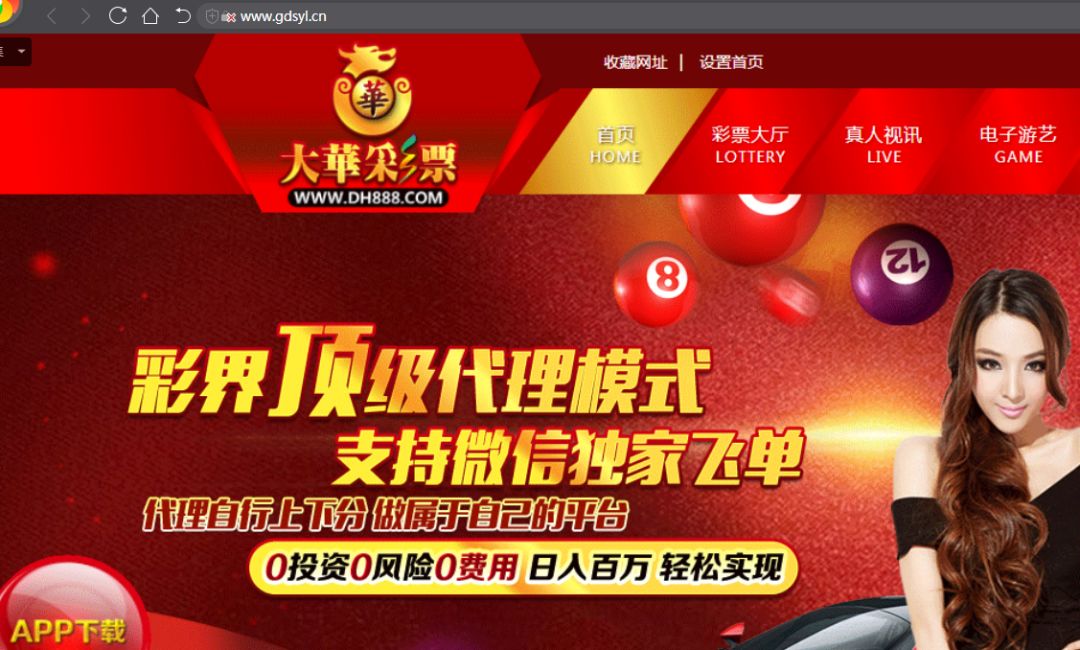 www.gdsyl.cn
收藏网址 | 设置首页
華
大華彩票
WWW.DH888.COM
首页 彩票大厅 真人视讯 电子游艺
HOME LOTTERY LIVE GAME
8
12
彩界顶级代理模式
支持微信独家飞单
代理自行上下分 做属于自己的平台
0投资0风险0费用 日入百万 轻松实现
APP下载